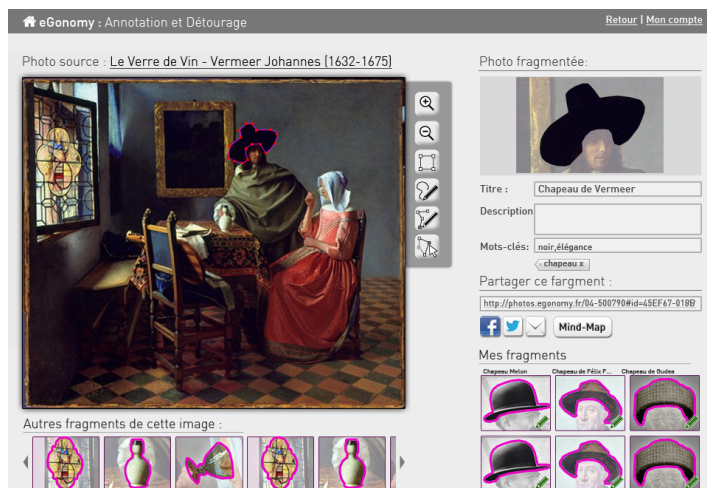 eGonomy : Annotation et Détourage
Retour | Mon compte
Photo source : Le Verre de Vin - Vermeer Johannes (1632-1675)
Photo fragmentée:
Titre : Chapeau de Vermeer
Description
Mots-clés: noir,élégance
chapeau x
Partager ce fargment :
http://photos.egonomy.fr/04-500790#id=45EF67-018B
Mind-Map
Mes fragments
Chapeau Melon Chapeau de Félix F... Chapeau de Oudea
Autres fragments de cette image :